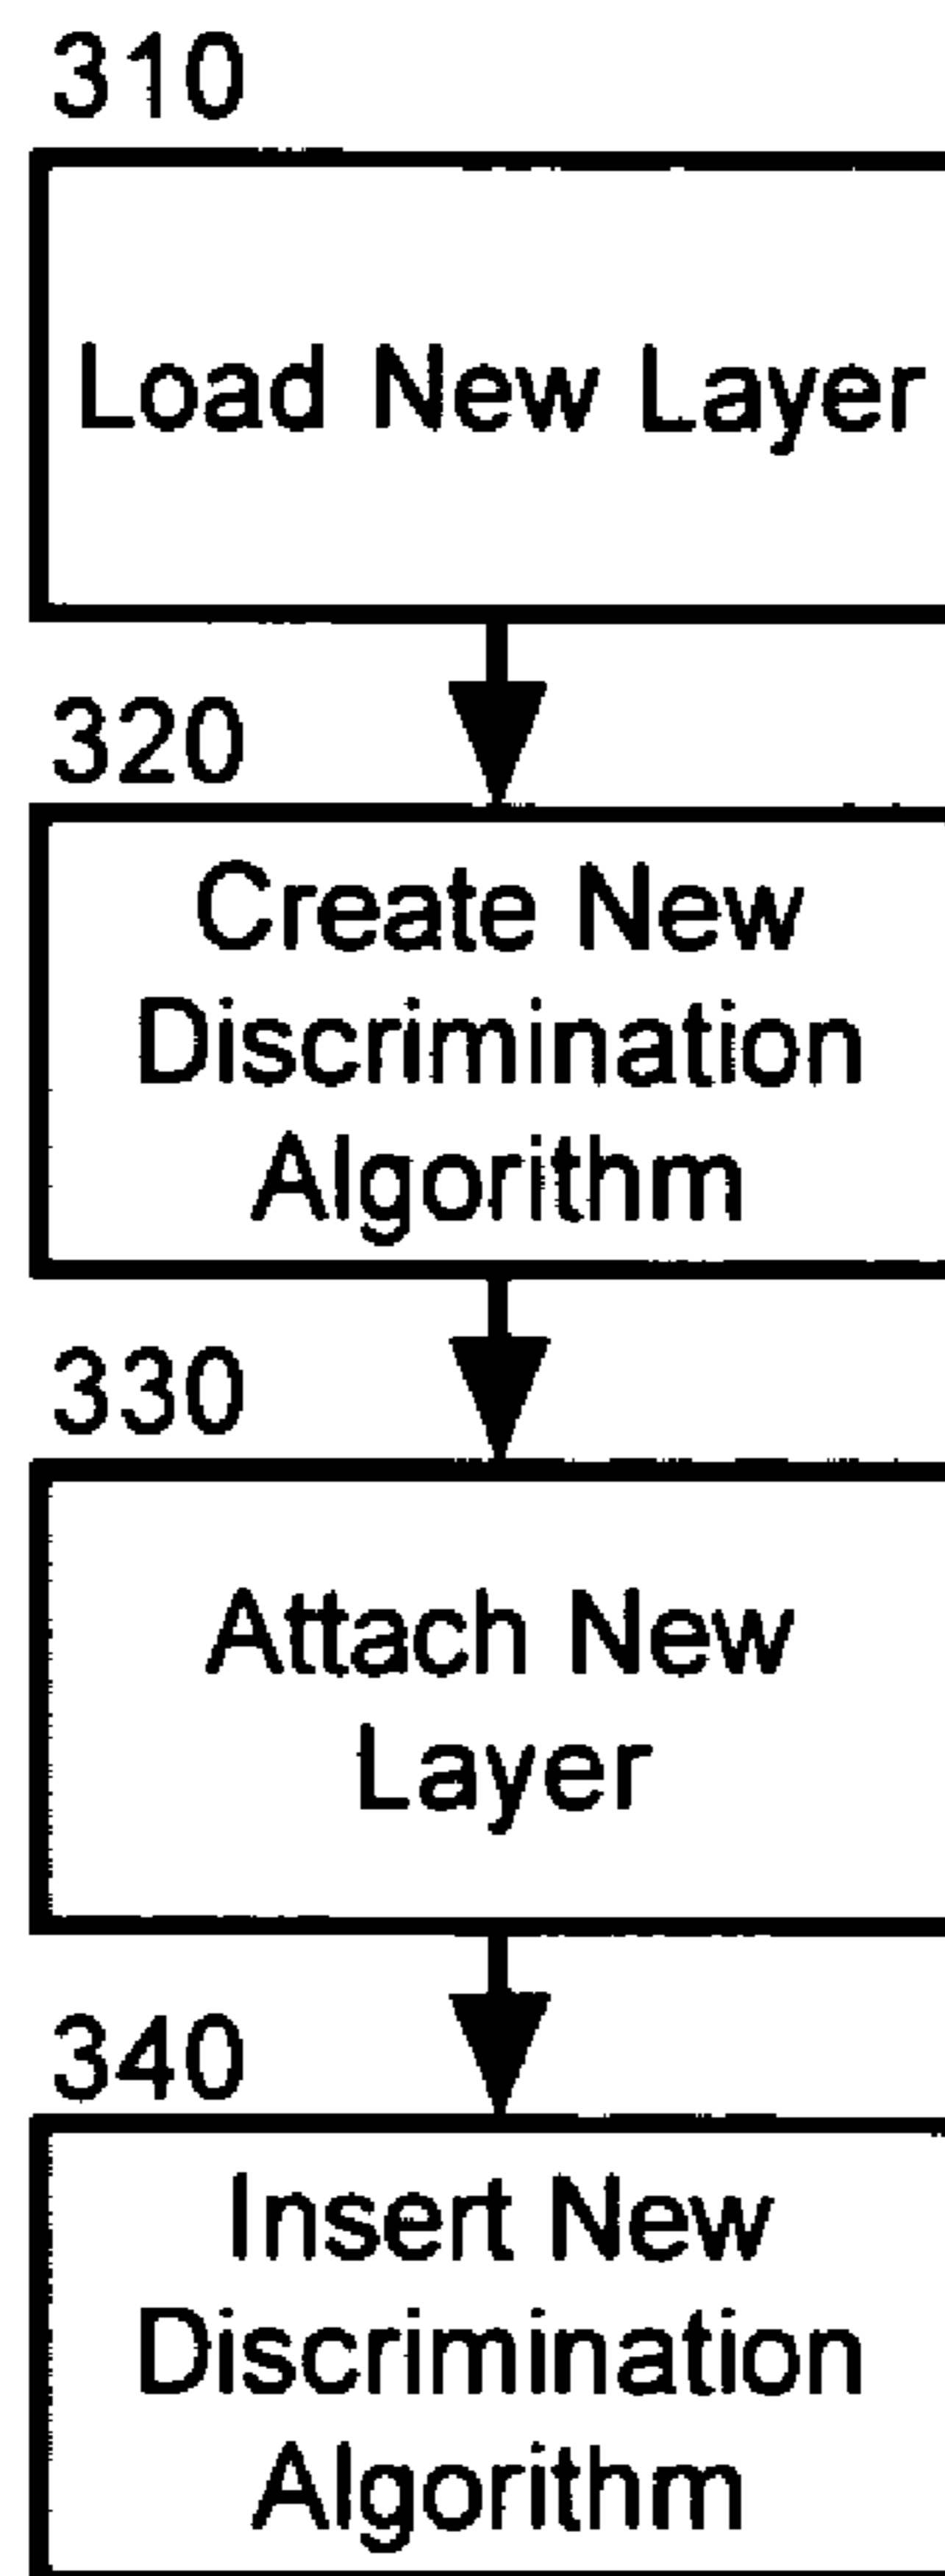 310
Load New Layer
320
Create New
Discrimination
Algorithm
330
Attach New
Layer
340
Insert New
Discrimination
Algorithm